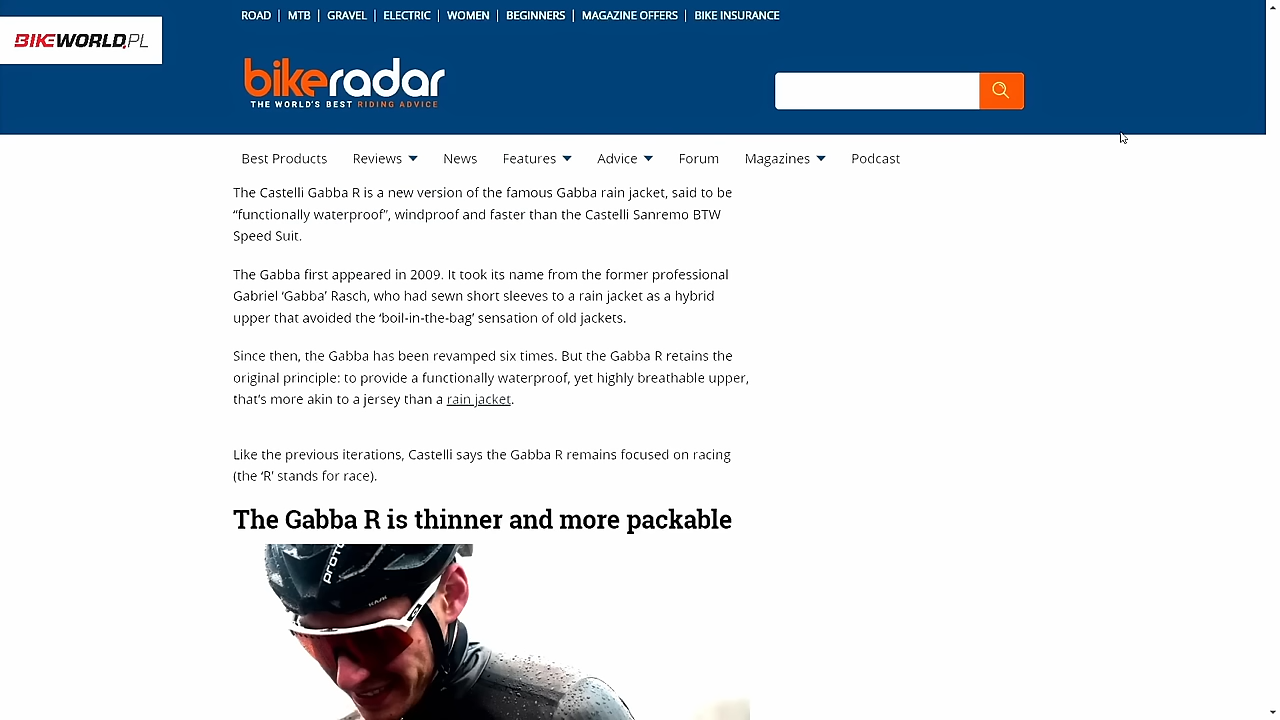 ROAD | MTB | GRAVEL | ELECTRIC | WOMEN | BEGINNERS | MAGAZINE OFFERS | BIKE INSURANCE
BIKEWORLD.PL
bikeradar
THE WORLD'S BEST RIDING ADVICE
Best Products Reviews News Features Advice Forum Magazines Podcast
The Castelli Gabba R is a new version of the famous Gabba rain jacket, said to be
“functionally waterproof”, windproof and faster than the Castelli Sanremo BTW
Speed Suit.
The Gabba first appeared in 2009. It took its name from the former professional
Gabriel ‘Gabba’ Rasch, who had sewn short sleeves to a rain jacket as a hybrid
upper that avoided the ‘boil-in-the-bag’ sensation of old jackets.
Since then, the Gabba has been revamped six times. But the Gabba R retains the
original principle: to provide a functionally waterproof, yet highly breathable upper,
that’s more akin to a jersey than a rain jacket.
Like the previous iterations, Castelli says the Gabba R remains focused on racing
(the ‘R’ stands for race).
The Gabba R is thinner and more packable
KASK